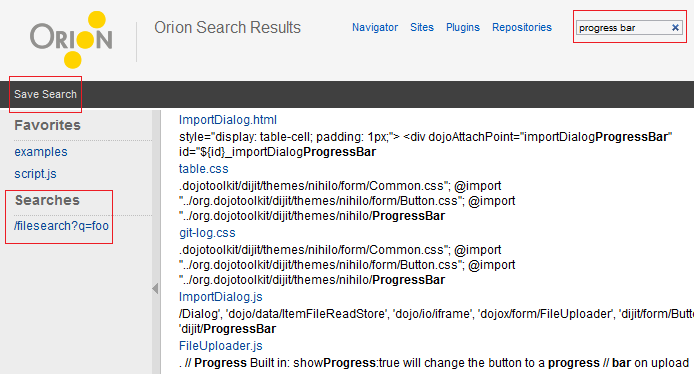 ORION
Orion Search Results
Navigator Sites Plugins Repositories
progress bar
Save Search
Favorites
examples
script.js
Searches
/filesearch?q=foo
ImportDialog.html
style="display: table-cell; padding: 1px;"> <div dojoAttachPoint="importDialogProgressBar"
id="${id}_importDialogProgressBar
table.css
.dojotoolkit/dijit/themes/nihilo/form/Common.css"; @import
"../org.dojotoolkit/dijit/themes/nihilo/form/Button.css"; @import
"../org.dojotoolkit/dijit/themes/nihilo/ProgressBar
git-log.css
.dojotoolkit/dijit/themes/nihilo/form/Common.css"; @import
"../org.dojotoolkit/dijit/themes/nihilo/form/Button.css"; @import
"../org.dojotoolkit/dijit/themes/nihilo/ProgressBar
ImportDialog.js
/Dialog', 'dojo/data/ItemFileReadStore', 'dojo/io/iframe', 'dojox/form/FileUploader', 'dijit/form/Butt
'dijit/ProgressBar
FileUploader.js
. // Progress Built in: showProgress:true will change the button to a progress // bar on upload